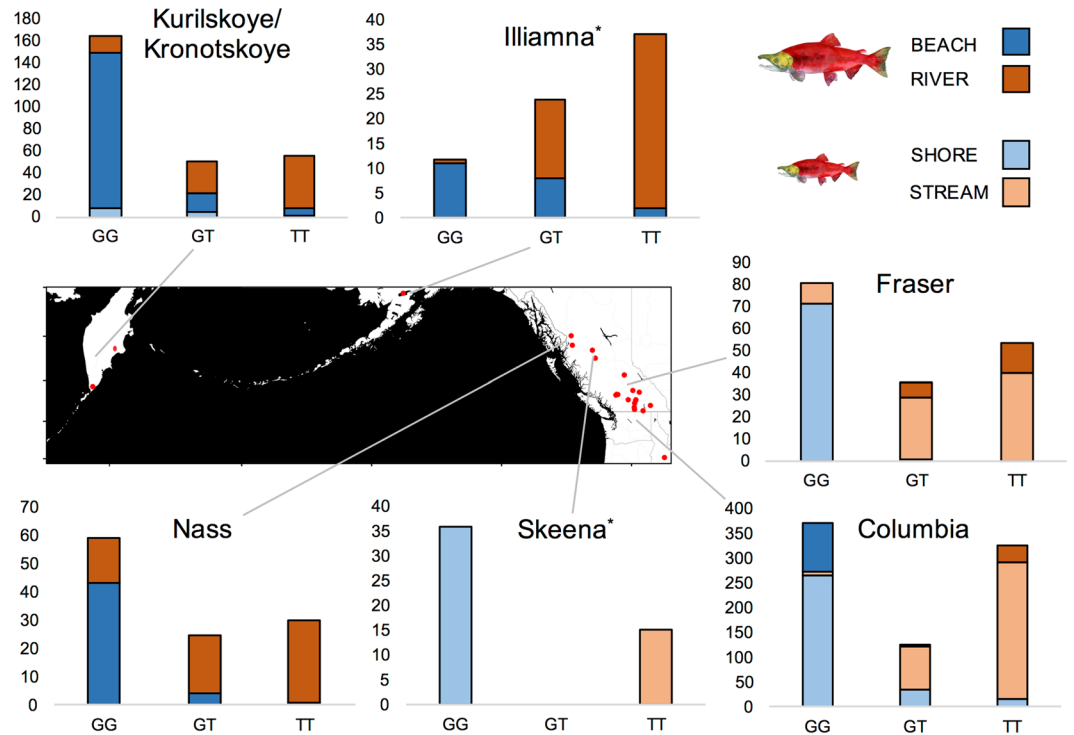 Kurilskoye/
Kronotskoye
180
160
140
120
100
80
60
40
20
0
GG
GT
TT
Illiamna*
40
35
30
25
20
15
10
5
0
GG
GT
TT
BEACH
RIVER
SHORE
STREAM
Fraser
90
80
70
60
50
40
30
20
10
0
GG
GT
TT
Nass
70
60
50
40
30
20
10
0
GG
GT
TT
Skeena*
40
35
30
25
20
15
10
5
0
GG
GT
TT
Columbia
400
350
300
250
200
150
100
50
0
GG
GT
TT